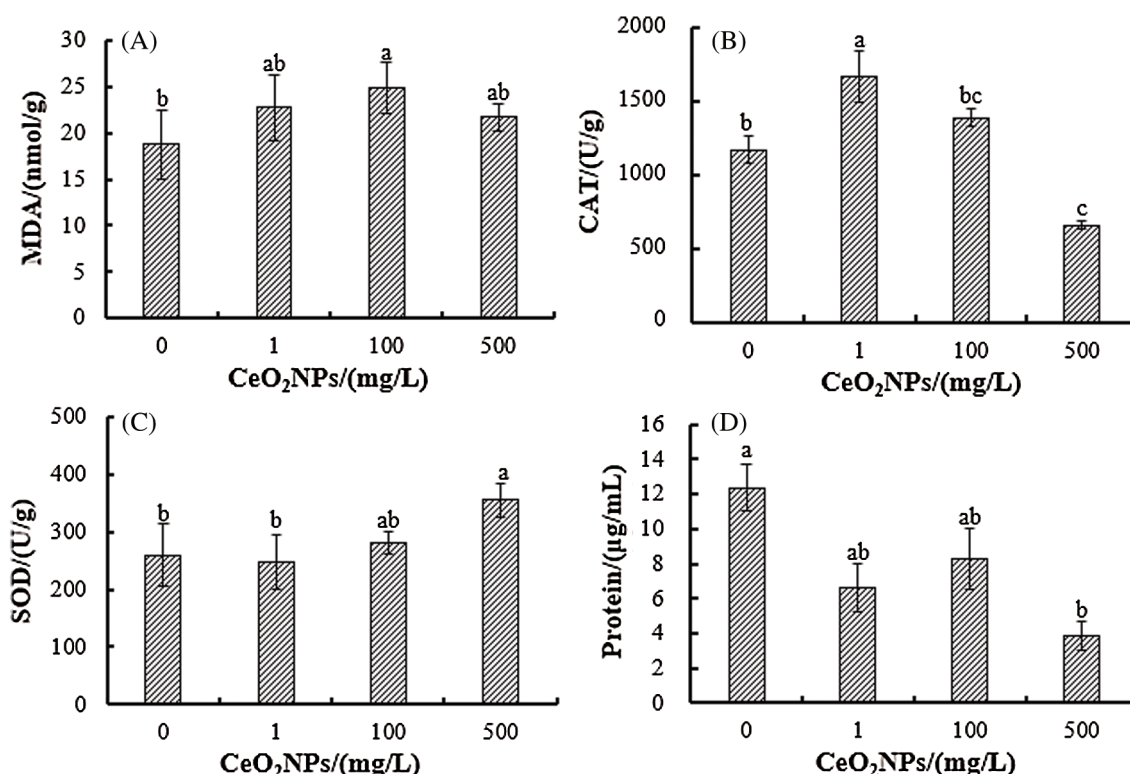 (A)
MDA/(nmol/g)
30
25
20
15
10
5
0
b
ab
a
ab
0 1 100 500
CeO₂NPs/(mg/L)
(B)
CAT/(U/g)
2000
1500
1000
500
0
b
a
bc
c
0 1 100 500
CeO₂NPs/(mg/L)
(C)
SOD/(U/g)
500
400
300
200
100
0
b
b
ab
a
0 1 100 500
CeO₂NPs/(mg/L)
(D)
Protein/(μg/mL)
16
14
12
10
8
6
4
2
0
a
ab
ab
b
0 1 100 500
CeO₂NPs/(mg/L)